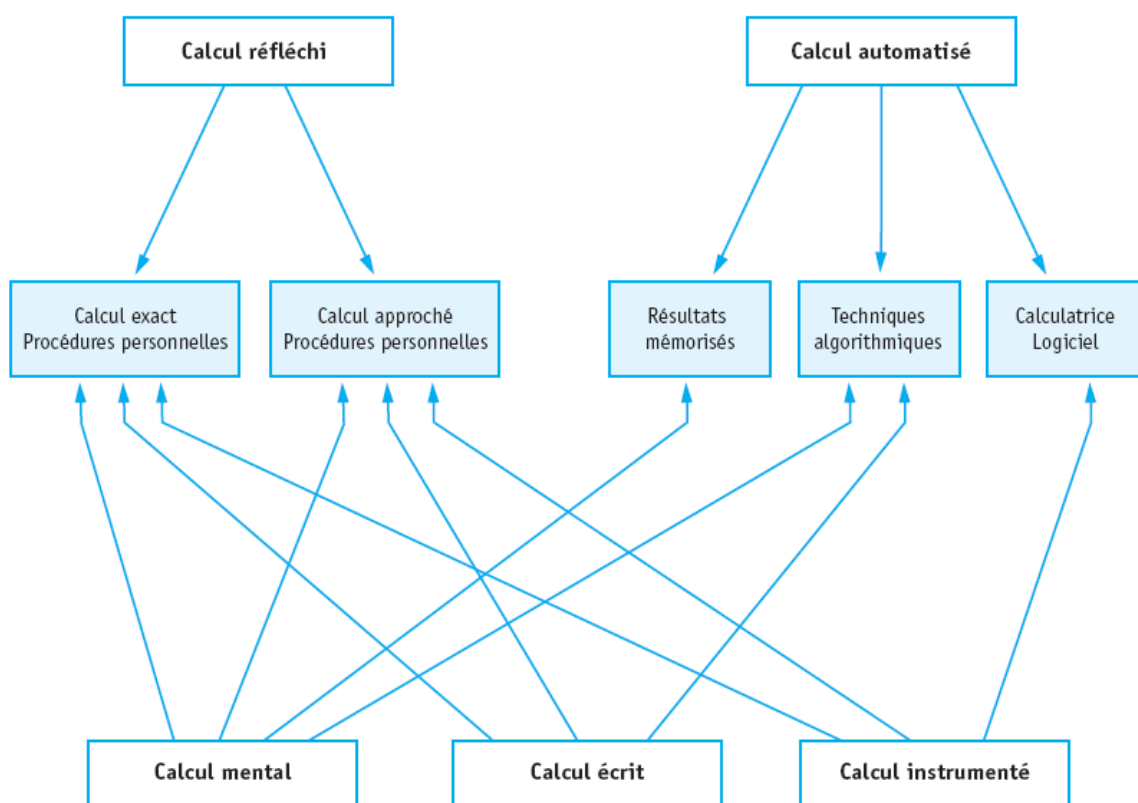 Calcul réfléchi
Calcul automatisé
Calcul exact
Procédures personnelles
Calcul approché
Procédures personnelles
Résultats
mémorisés
Techniques
algorithmiques
Calculatrice
Logiciel
Calcul mental
Calcul écrit
Calcul instrumenté